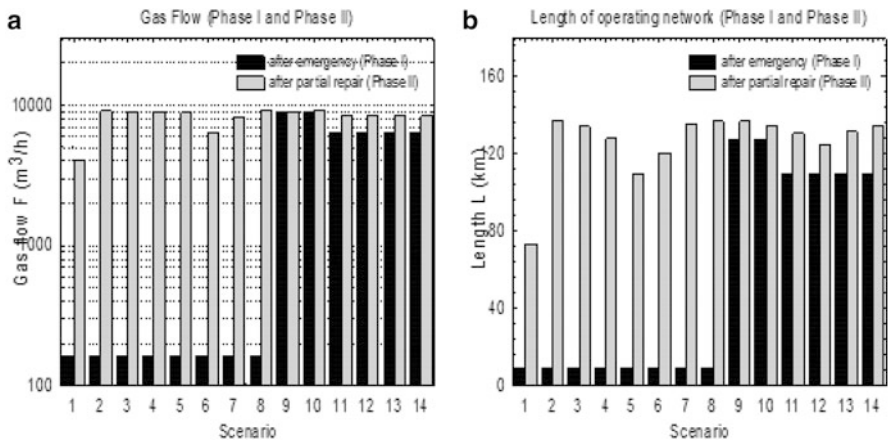 a
Gas Flow (Phase I and Phase II)
after emergency (Phase I)
after partial repair (Phase II)
10000
1000
100
Gas flow F (m³/h)
1 2 3 4 5 6 7 8 9 10 11 12 13 14
Scenario
b
Length of operating network (Phase I and Phase II)
after emergency (Phase I)
after partial repair (Phase II)
160
120
80
40
0
Length L (km)
1 2 3 4 5 6 7 8 9 10 11 12 13 14
Scenario